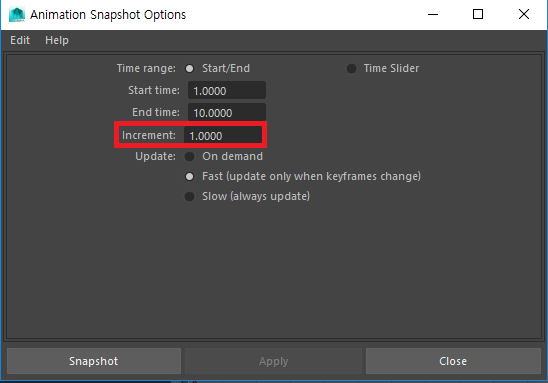 Animation Snapshot Options
Edit Help
Time range: Start/End Time Slider
Start time: 1.0000
End time: 10.0000
Increment: 1.0000
Update: On demand
Fast (update only when keyframes change)
Slow (always update)
Snapshot Apply Close